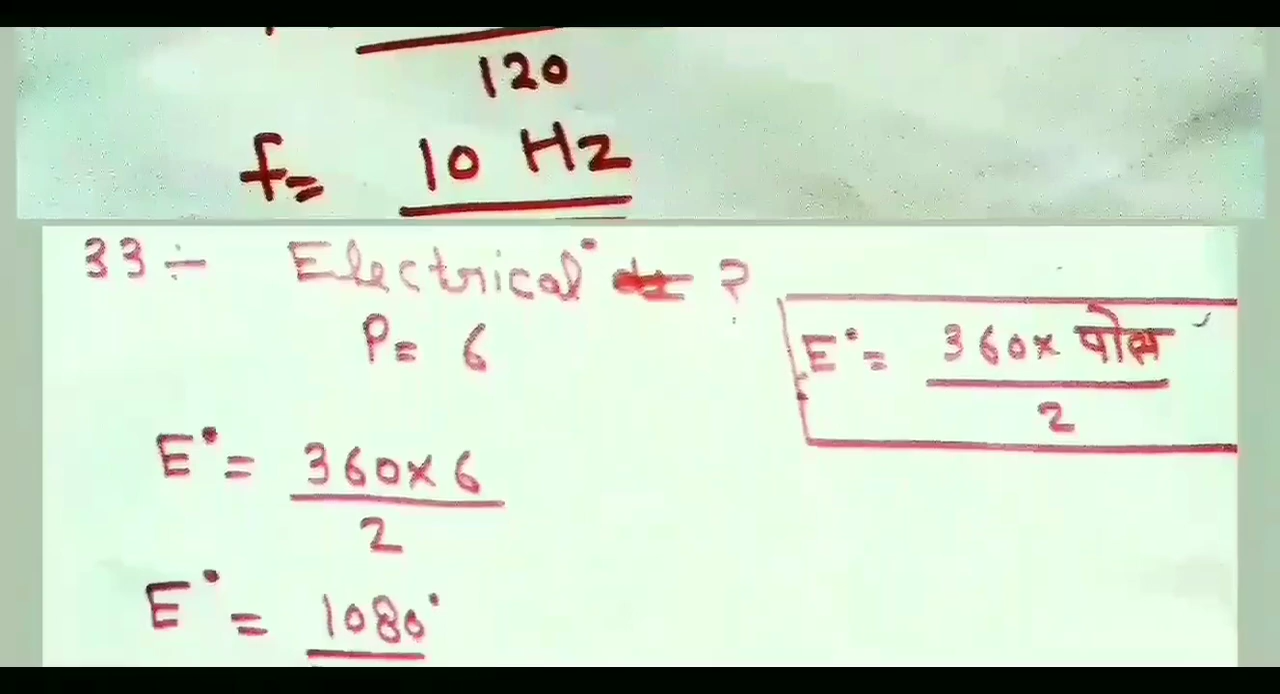 120
f= 10 Hz
33÷ Electrical° ?
P= 6
E°= 360× पोल
2
E°= 360×6
2
E°= 1080°